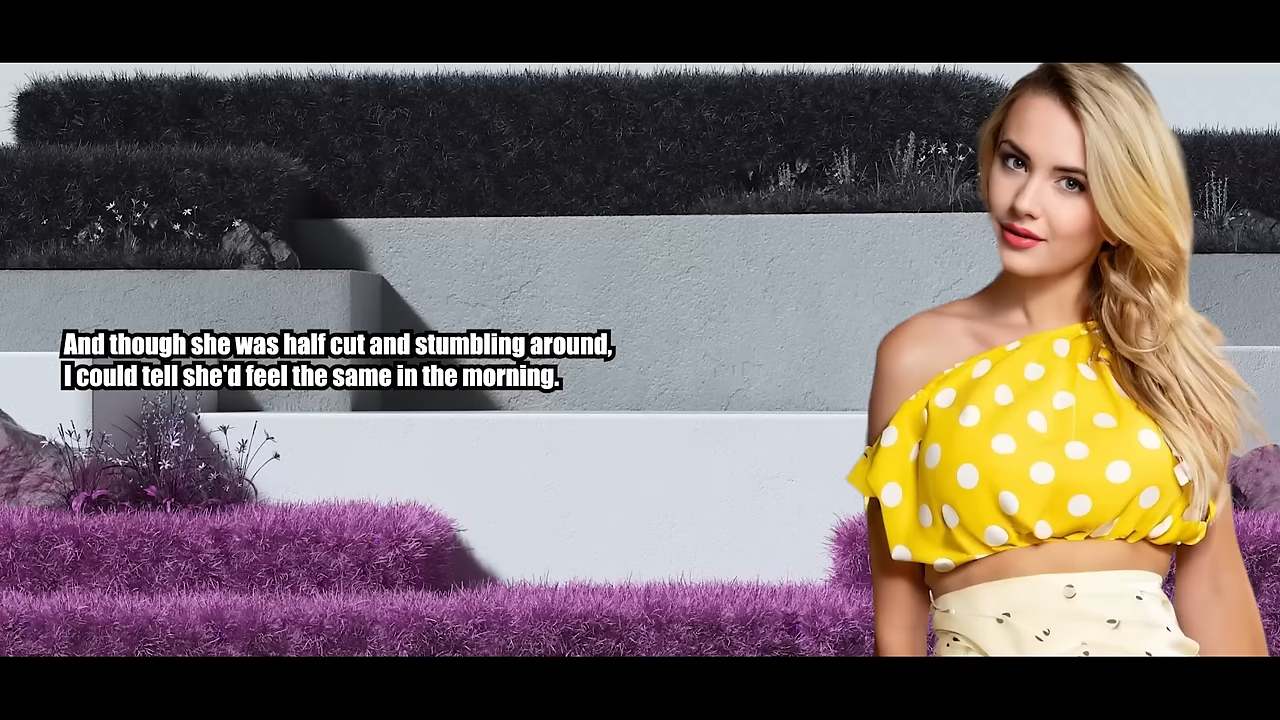 And though she was half cut and stumbling around,
I could tell she'd feel the same in the morning.